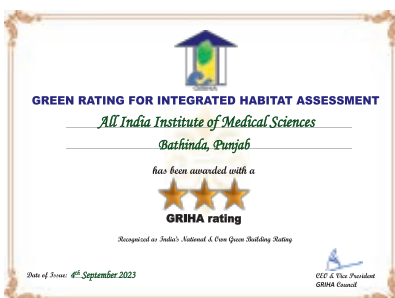 GRIHA
GREEN RATING FOR INTEGRATED HABITAT ASSESSMENT
All India Institute of Medical Sciences
Bathinda, Punjab
has been awarded with a
GRIHA rating
Recognized as India's National & Own Green Building Rating
Date of Issue: 4th September 2023
CEO & Vice President
GRIHA Council